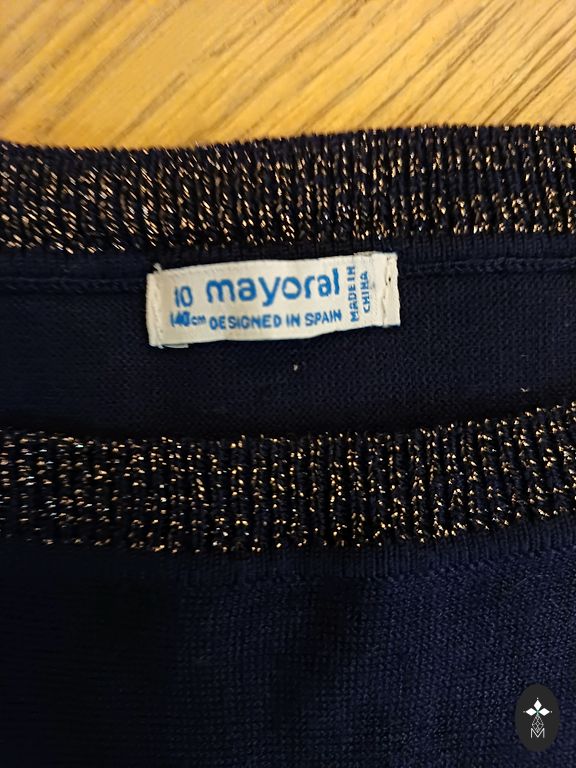 10 mayoral
140cm DESIGNED IN SPAIN
MADE IN
CHINA
M